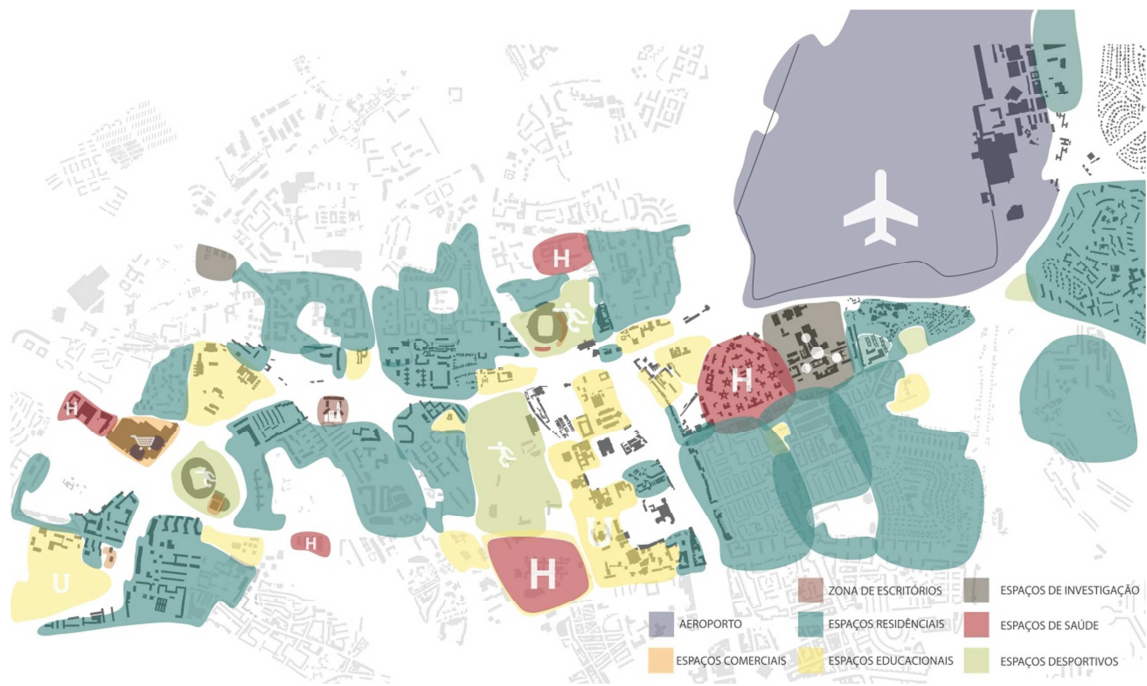 H
H
H
H
H
U
U
H
ZONA DE ESCRITÓRIOS
ESPAÇOS DE INVESTIGAÇÃO
AEROPORTO
ESPAÇOS RESIDÊNCIAIS
ESPAÇOS DE SAÚDE
ESPAÇOS COMERCIAIS
ESPAÇOS EDUCACIONAIS
ESPAÇOS DESPORTIVOS